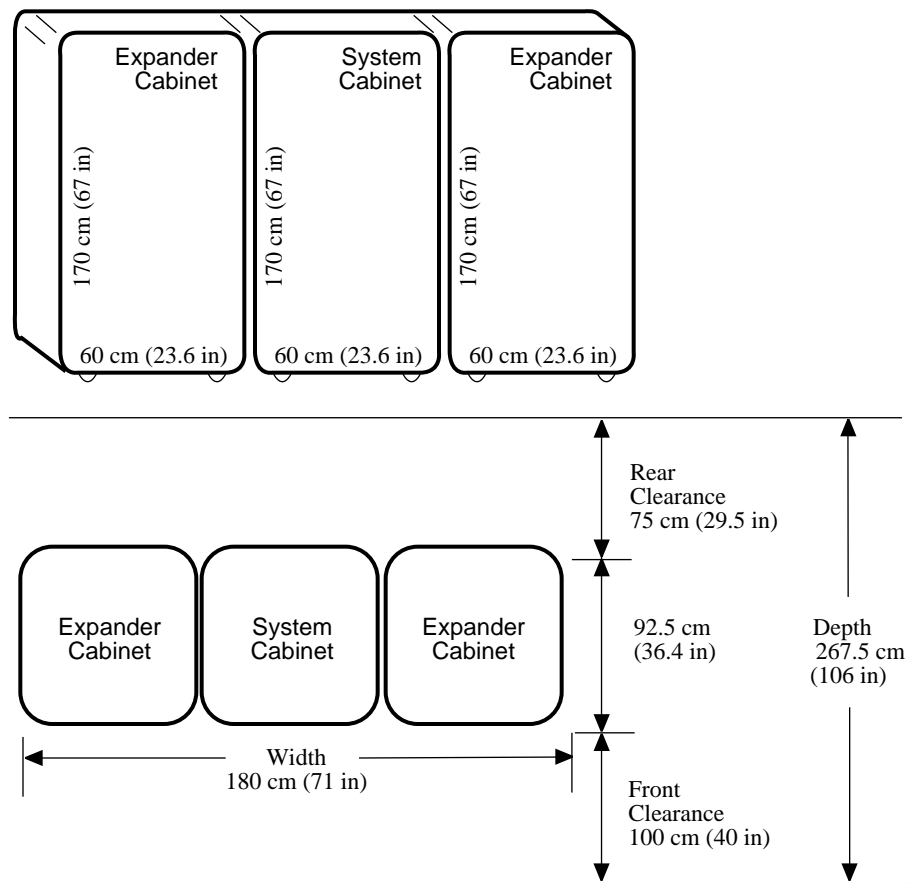 Expander
Cabinet
System
Cabinet
Expander
Cabinet
170 cm (67 in)
170 cm (67 in)
170 cm (67 in)
60 cm (23.6 in)
60 cm (23.6 in)
60 cm (23.6 in)
Rear
Clearance
75 cm (29.5 in)
Expander
Cabinet
System
Cabinet
Expander
Cabinet
92.5 cm
(36.4 in)
Depth
267.5 cm
(106 in)
Width
180 cm (71 in)
Front
Clearance
100 cm (40 in)